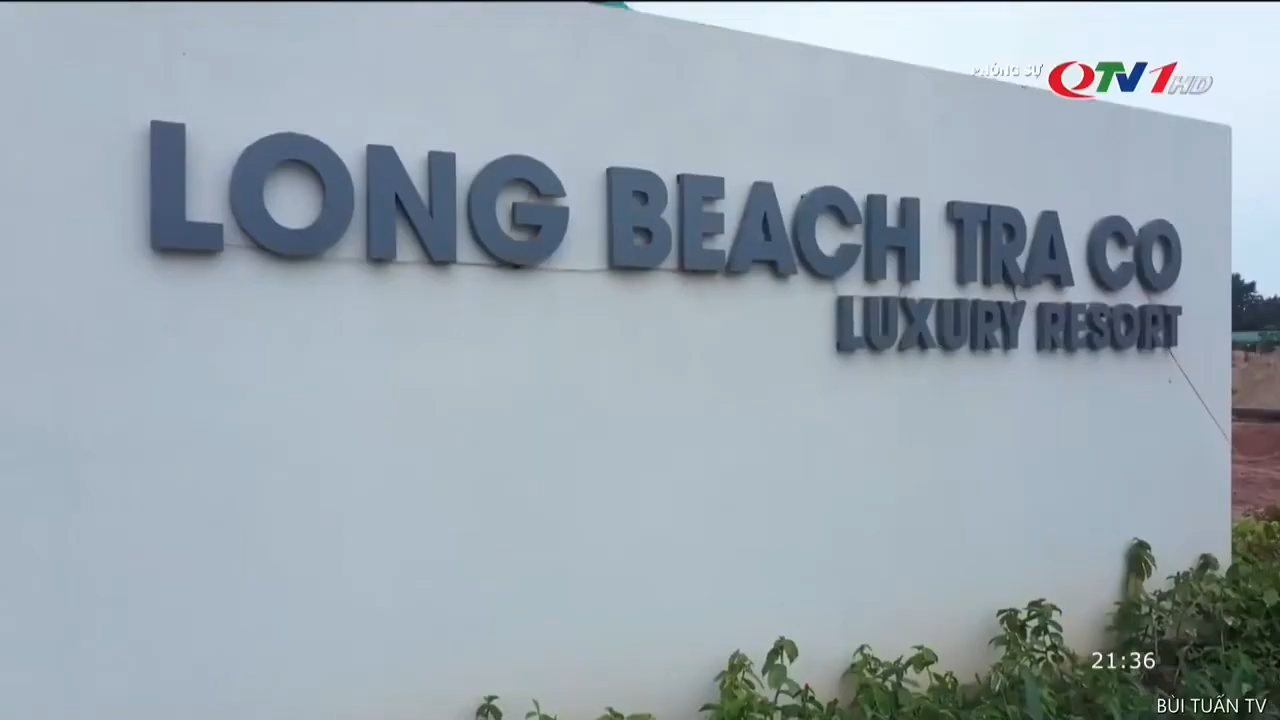 PHÓNG SỰ QTV1HD
LONG BEACH TRA CO
LUXURY RESORT
21:36
BÙI TUẤN TV